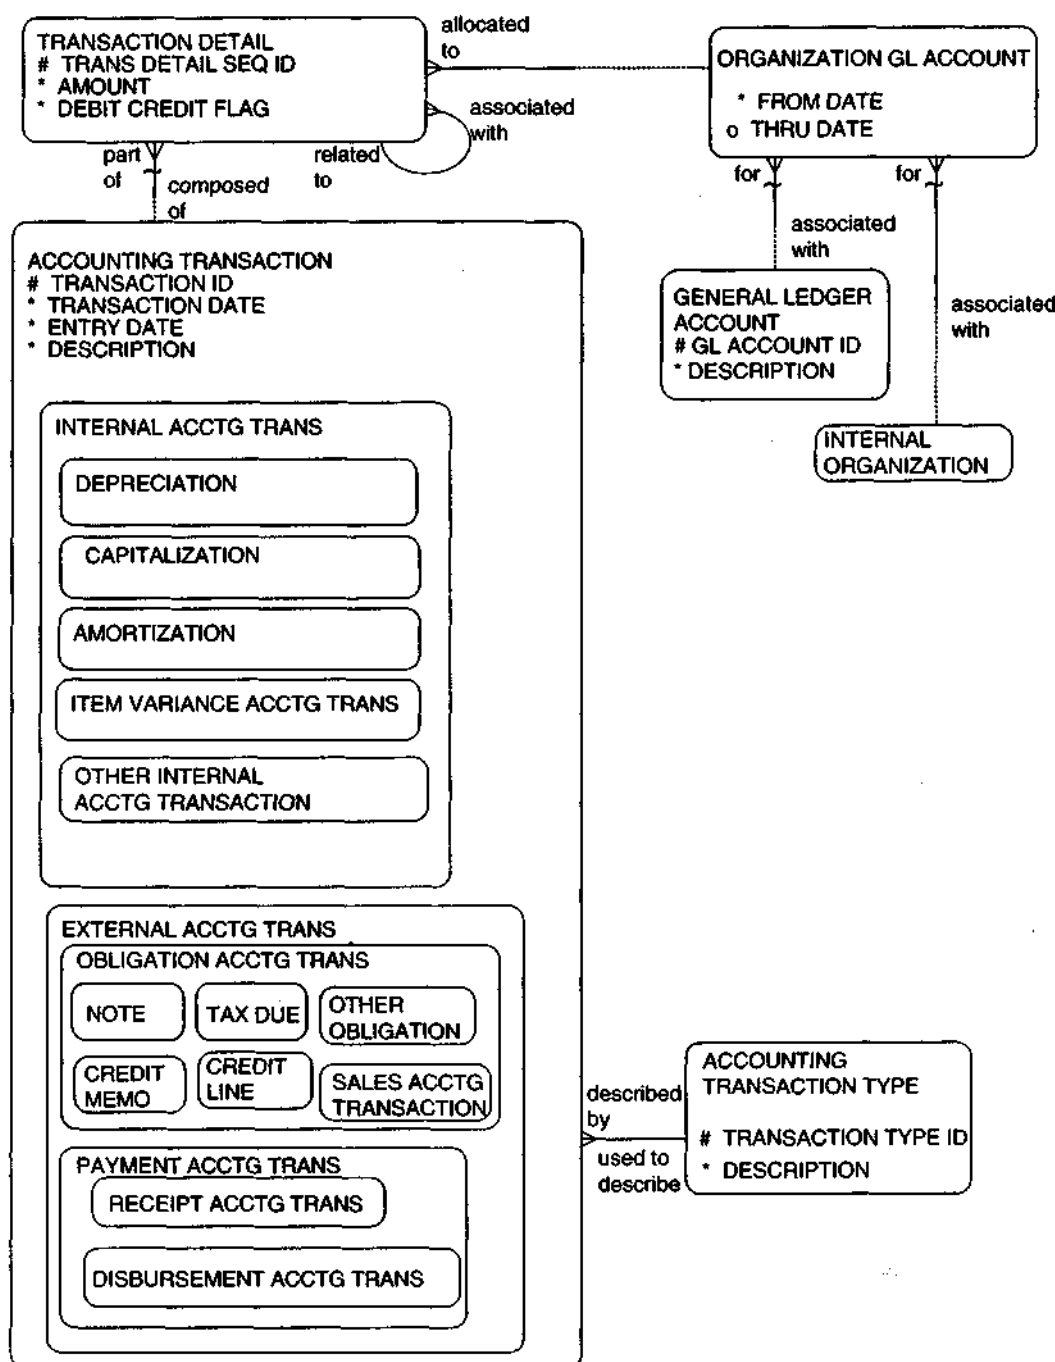 TRANSACTION DETAIL
# TRANS DETAIL SEQ ID
* AMOUNT
* DEBIT CREDIT FLAG
allocated
to
associated
with
related
to
part
of
composed
of
ORGANIZATION GL ACCOUNT
* FROM DATE
o THRU DATE
for
for
associated
with
associated
with
GENERAL LEDGER
ACCOUNT
# GL ACCOUNT ID
* DESCRIPTION
INTERNAL
ORGANIZATION
ACCOUNTING TRANSACTION
# TRANSACTION ID
* TRANSACTION DATE
* ENTRY DATE
* DESCRIPTION
INTERNAL ACCTG TRANS
DEPRECIATION
CAPITALIZATION
AMORTIZATION
ITEM VARIANCE ACCTG TRANS
OTHER INTERNAL
ACCTG TRANSACTION
EXTERNAL ACCTG TRANS
OBLIGATION ACCTG TRANS
NOTE
TAX DUE
OTHER
OBLIGATION
CREDIT
MEMO
CREDIT
LINE
SALES ACCTG
TRANSACTION
PAYMENT ACCTG TRANS
RECEIPT ACCTG TRANS
DISBURSEMENT ACCTG TRANS
described
by
used to
describe
ACCOUNTING
TRANSACTION TYPE
# TRANSACTION TYPE ID
* DESCRIPTION